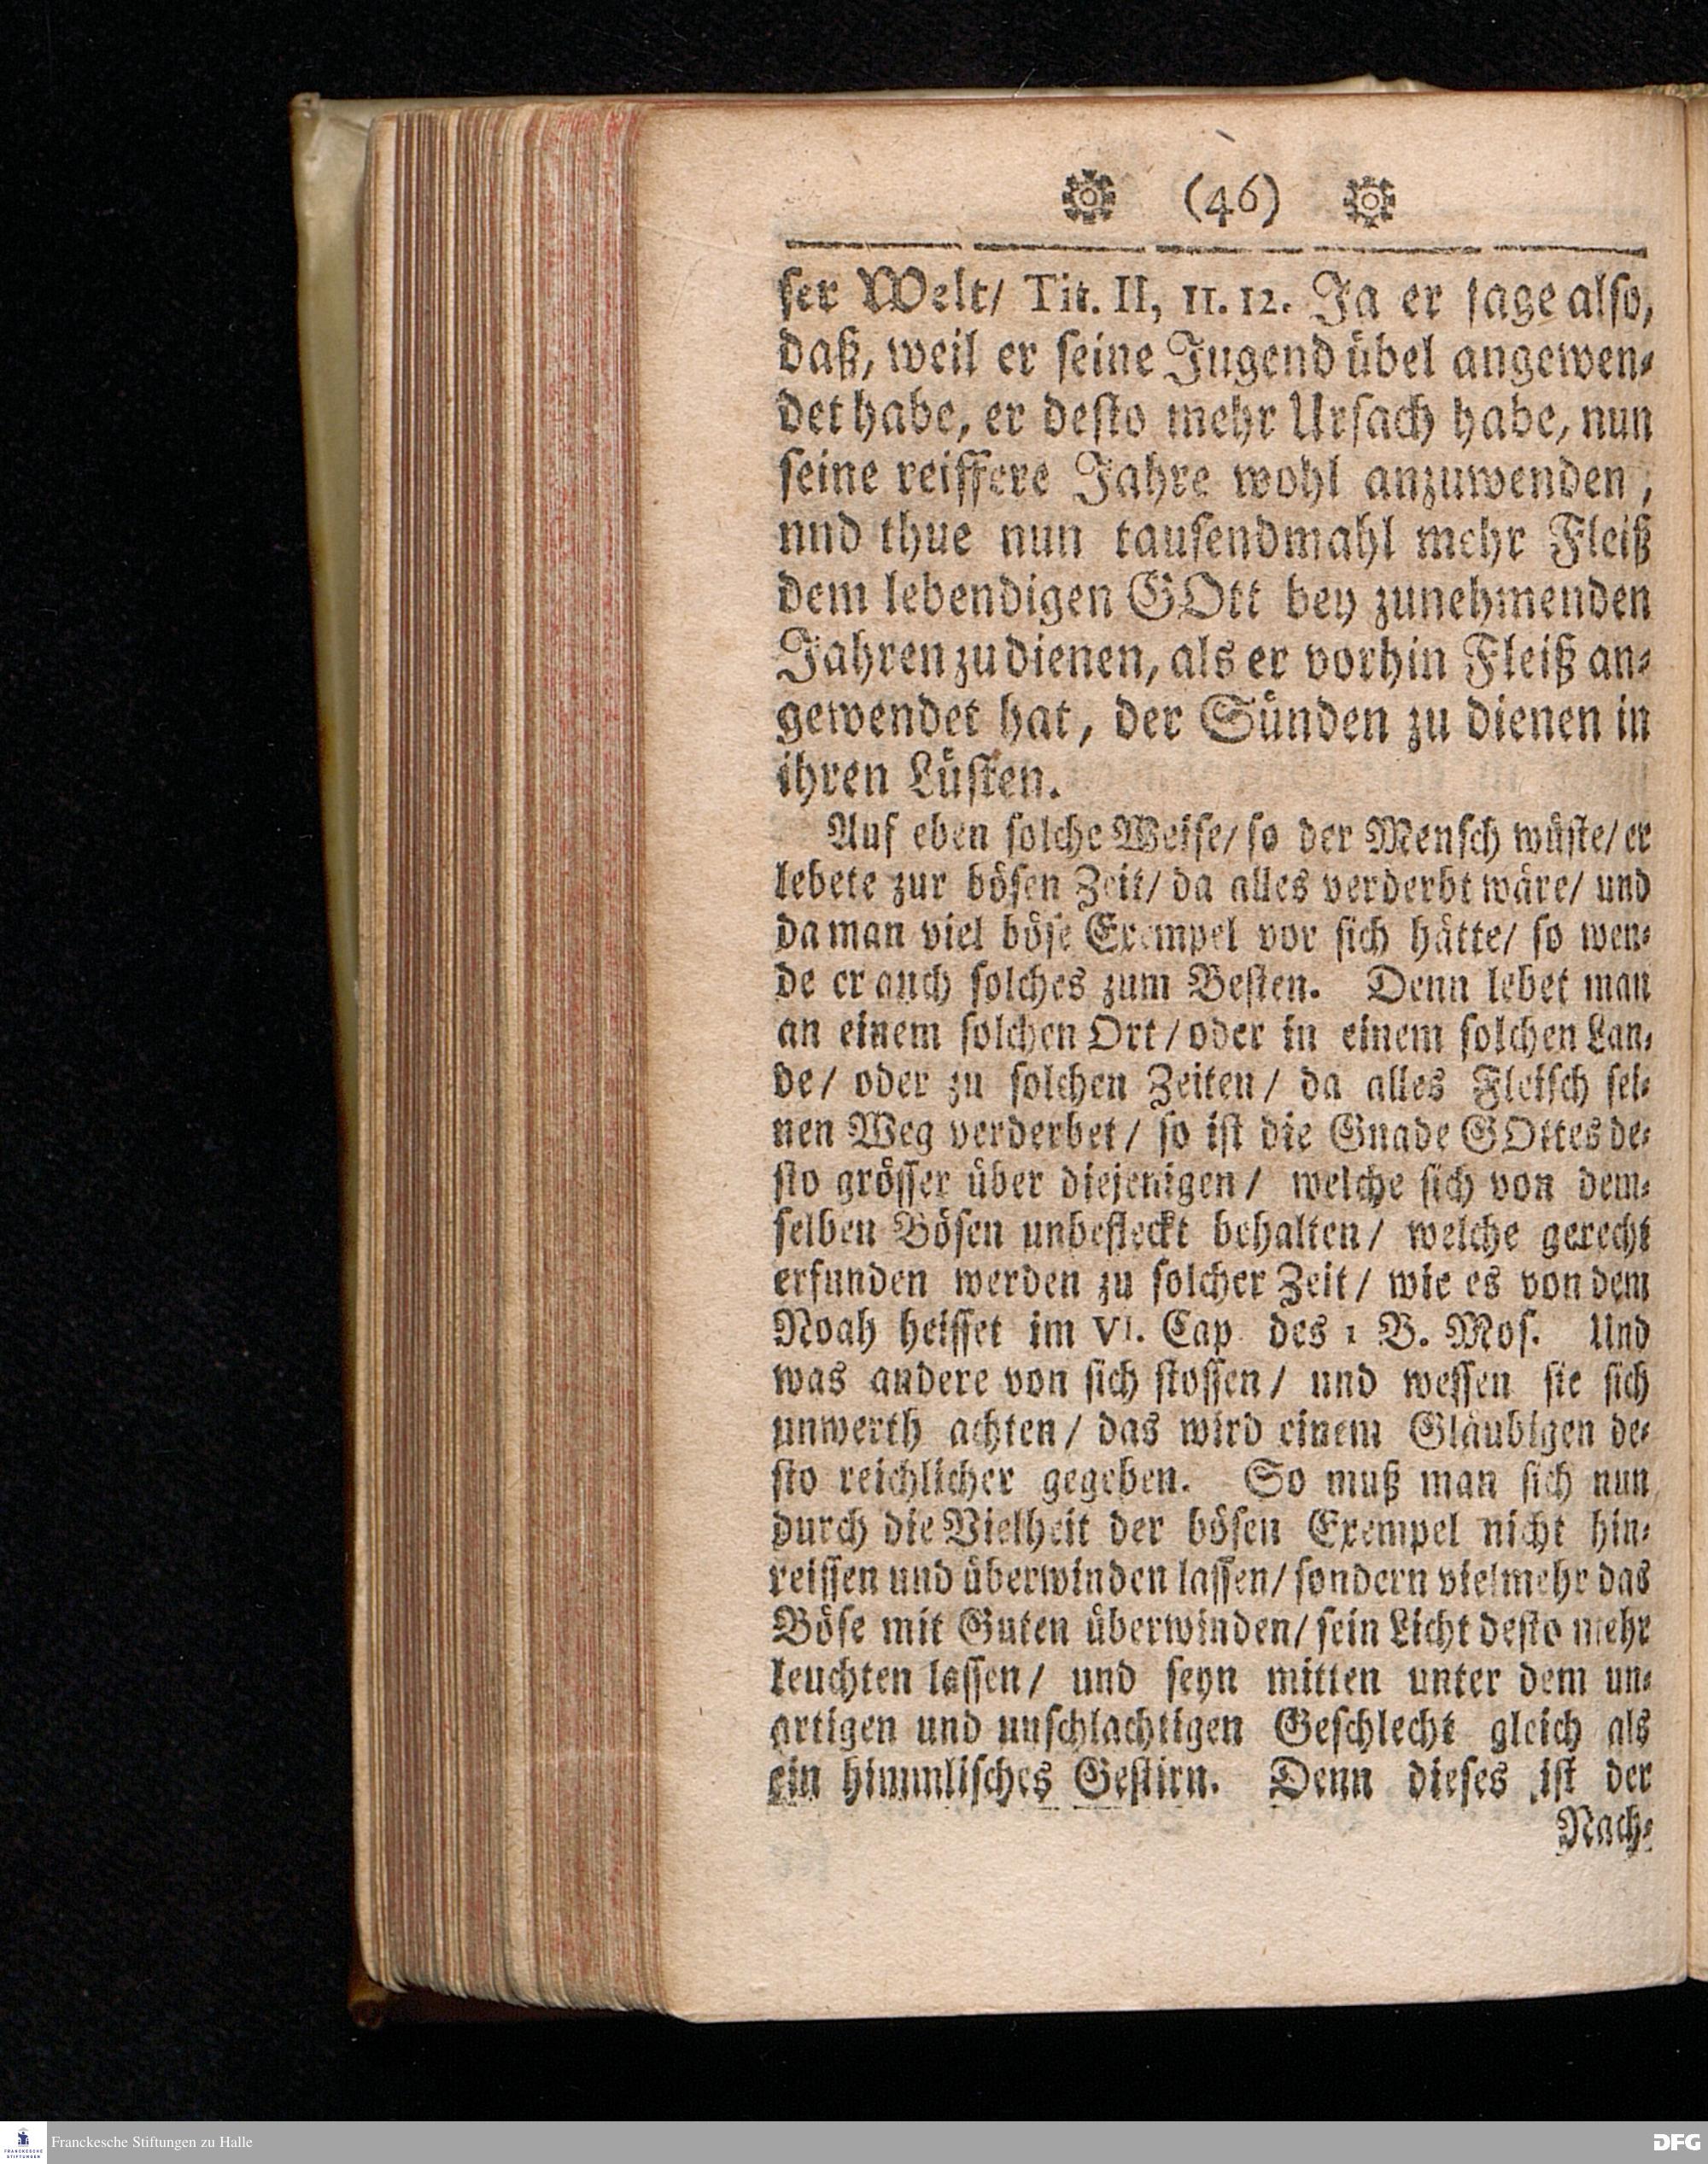 (46)
ser Welt/ Tit. II, 11. 12. Ja er sage also,
daß, weil er seine Jugend übel angewen-
det habe, er desto mehr Ursach habe, nun
seine reiffere Jahre wohl anzuwenden,
nnd thue nun tausendmahl mehr Fleiß
dem lebendigen GOtt bey zunehmenden
Jahren zu dienen, als er vorhin Fleiß an-
gewendet hat, der Sünden zu dienen in
ihren Lüsten.
Auf eben solche Weise/ so der Mensch wüste/ er
lebete zur bösen Zeit/ da alles verderbt wäre/ und
da man viel böse Exempel vor sich hätte/ so wen-
de er auch solches zum Besten. Denn lebet man
an einem solchen Ort/ oder in einem solchen Lan-
de/ oder zu solchen Zeiten/ da alles Fleisch sei-
nen Weg verderbet/ so ist die Gnade GOttes de-
sto grösser über diejenigen/ welche sich von dem-
selben Bösen unbefleckt behalten/ welche gerecht
erfunden werden zu solcher Zeit/ wie es von dem
Noah heisset im VI. Cap. des 1 B. Mos. Und
was andere von sich stossen/ und wessen sie sich
unwerth achten/ das wird einem Gläubigen de-
sto reichlicher gegeben. So muß man sich nun
durch die Vielheit der bösen Exempel nicht hin-
reissen und überwinden lassen/ sondern vielmehr das
Böse mit Guten überwinden/ sein Licht desto mehr
leuchten lassen/ und seyn mitten unter dem un-
artigen und unschlachtigen Geschlecht gleich als
ein himmlisches Gestirn. Denn dieses ist der
Nach-
Franckesche Stiftungen zu Halle
FRANCKESCHE
STIFTUNGEN
DFG